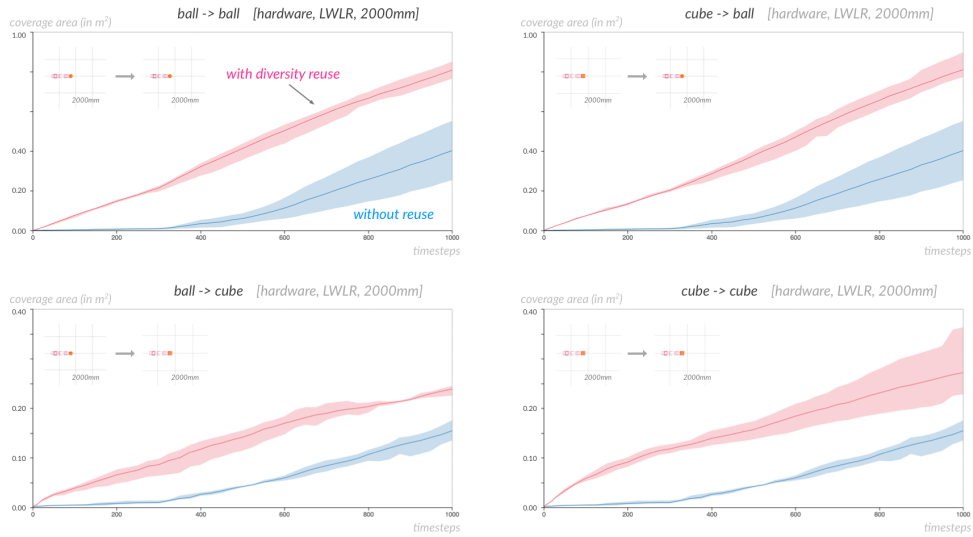 ball -> ball [hardware, LWLR, 2000mm]
coverage area (in m²)
1.00
0.40
0.20
0.00
with diversity reuse
without reuse
2000mm
2000mm
0 200 400 600 800 1000
timesteps
cube -> ball [hardware, LWLR, 2000mm]
coverage area (in m²)
1.00
0.40
0.20
0.00
2000mm
2000mm
0 200 400 600 800 1000
timesteps
ball -> cube [hardware, LWLR, 2000mm]
coverage area (in m²)
0.40
0.20
0.10
0.00
2000mm
2000mm
0 200 400 600 800 1000
timesteps
cube -> cube [hardware, LWLR, 2000mm]
coverage area (in m²)
0.40
0.20
0.10
0.00
2000mm
2000mm
0 200 400 600 800 1000
timesteps